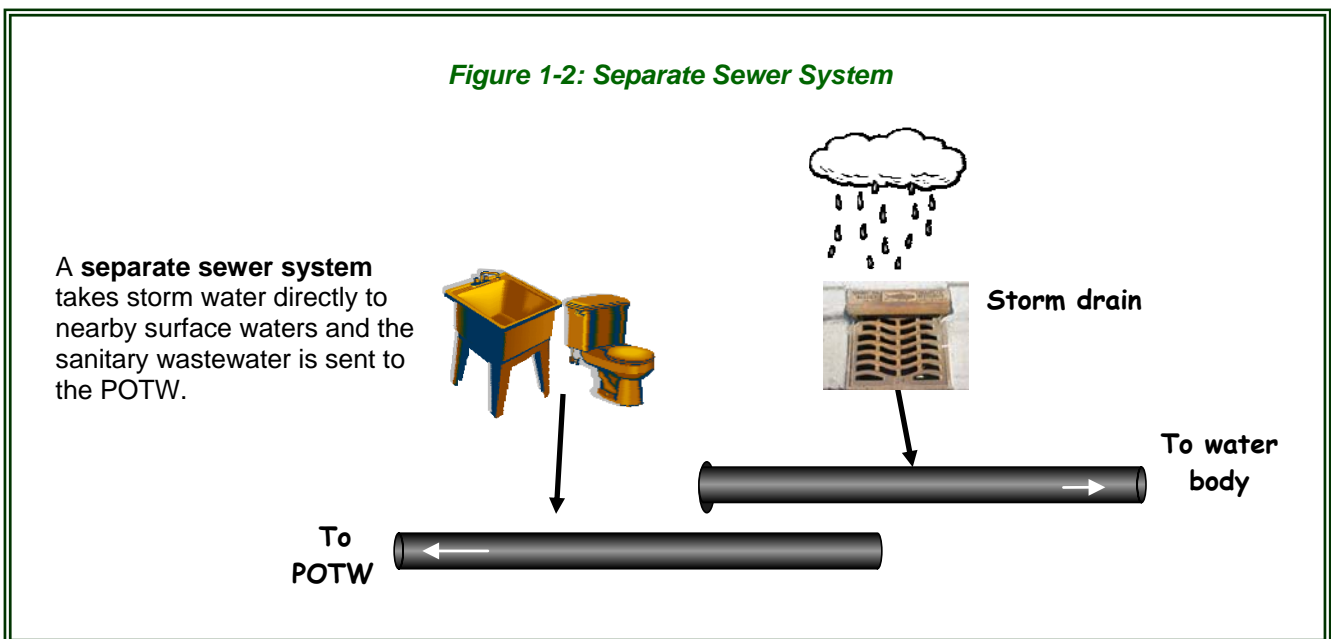 Figure 1-2: Separate Sewer System
A separate sewer system
takes storm water directly to
nearby surface waters and the
sanitary wastewater is sent to
the POTW.
Storm drain
To water
body
To
POTW